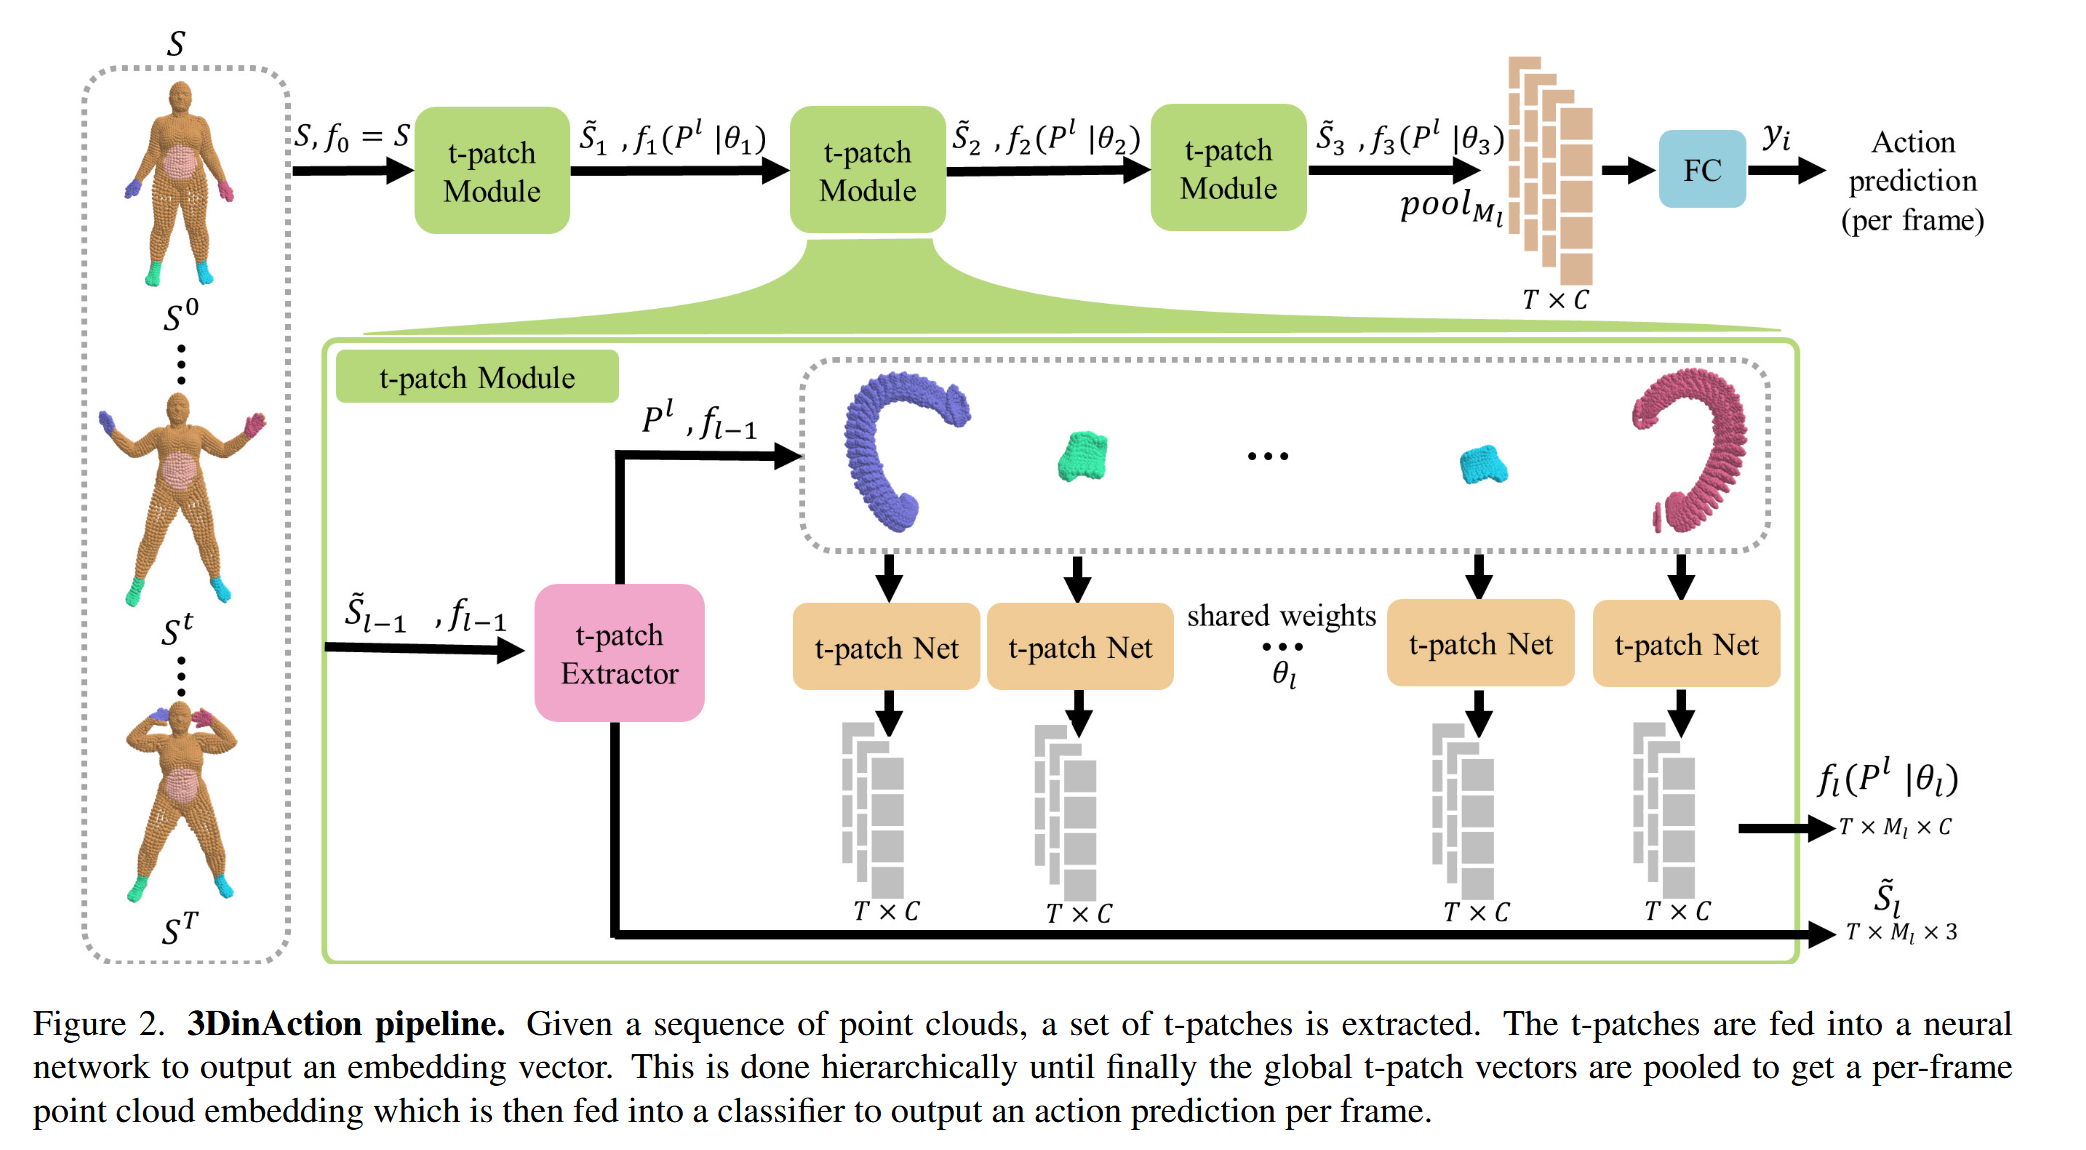 S
S, f₀ = S
t-patch
Module
S̃₁ , f₁(Pˡ |θ₁)
t-patch
Module
S̃₂ , f₂(Pˡ |θ₂)
t-patch
Module
S̃₃ , f₃(Pˡ |θ₃)
pool_{M_l}
T × C
FC
yᵢ
Action
prediction
(per frame)
S⁰
Sᵗ
Sᵀ
t-patch Module
Pˡ , f_{l−1}
S̃_{l−1} , f_{l−1}
t-patch
Extractor
t-patch Net
t-patch Net
shared weights
θ_l
t-patch Net
t-patch Net
T × C
T × C
T × C
T × C
f_l(Pˡ |θ_l)
T × M_l × C
S̃_l
T × M_l × 3
Figure 2. 3DinAction pipeline. Given a sequence of point clouds, a set of t-patches is extracted. The t-patches are fed into a neural
network to output an embedding vector. This is done hierarchically until finally the global t-patch vectors are pooled to get a per-frame
point cloud embedding which is then fed into a classifier to output an action prediction per frame.